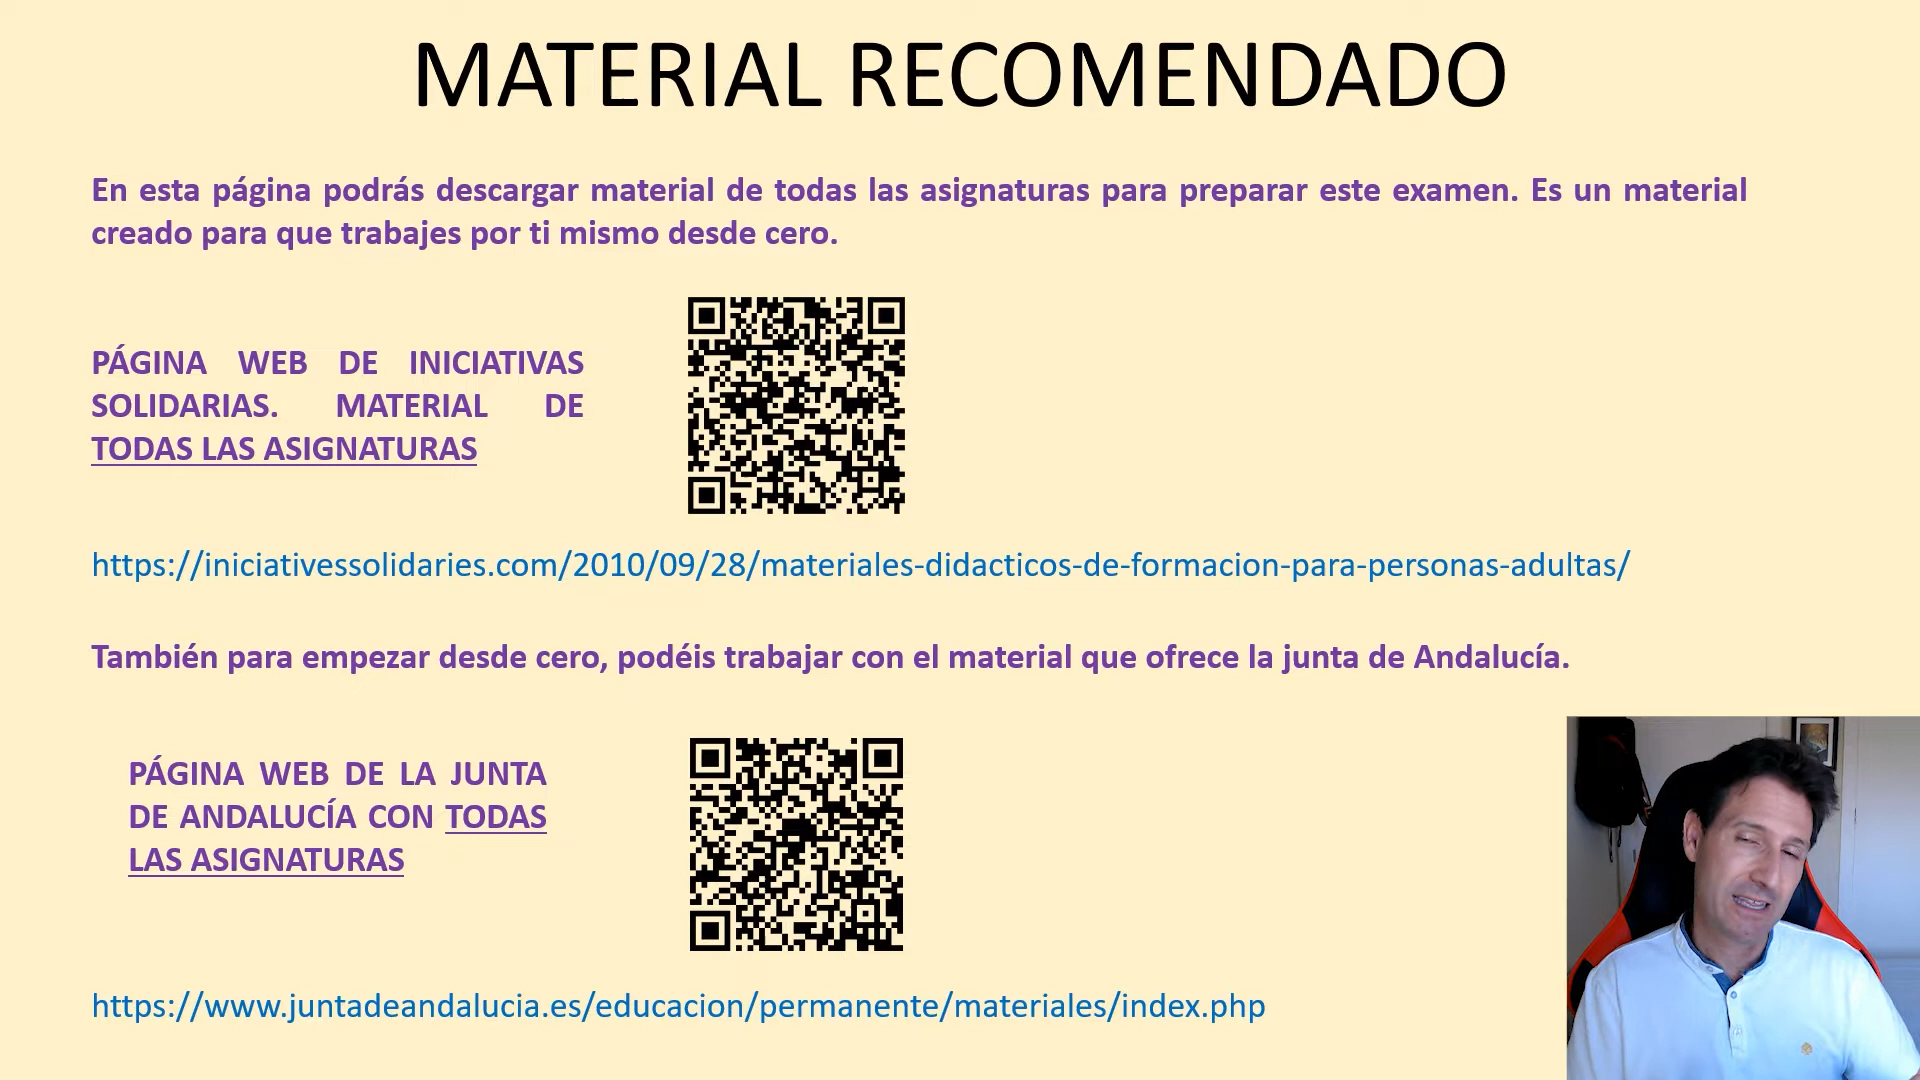 MATERIAL RECOMENDADO
En esta página podrás descargar material de todas las asignaturas para preparar este examen. Es un material
creado para que trabajes por ti mismo desde cero.
PÁGINA WEB DE INICIATIVAS
SOLIDARIAS. MATERIAL DE
TODAS LAS ASIGNATURAS
https://iniciativessolidaries.com/2010/09/28/materiales-didacticos-de-formacion-para-personas-adultas/
También para empezar desde cero, podéis trabajar con el material que ofrece la junta de Andalucía.
PÁGINA WEB DE LA JUNTA
DE ANDALUCÍA CON TODAS
LAS ASIGNATURAS
https://www.juntadeandalucia.es/educacion/permanente/materiales/index.php